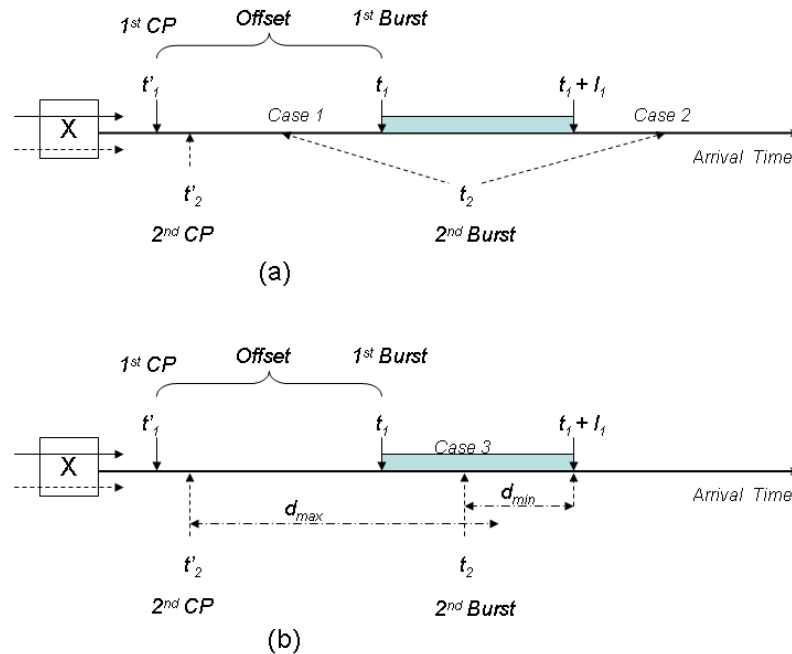 1st CP Offset 1st Burst
t'1 t1 t1 + l1
Case 1 Case 2
X
Arrival Time
t'2 t2
2nd CP 2nd Burst
(a)
1st CP Offset 1st Burst
t'1 t1 t1 + l1
Case 3
X
Arrival Time
dmin
dmax
t'2 t2
2nd CP 2nd Burst
(b)